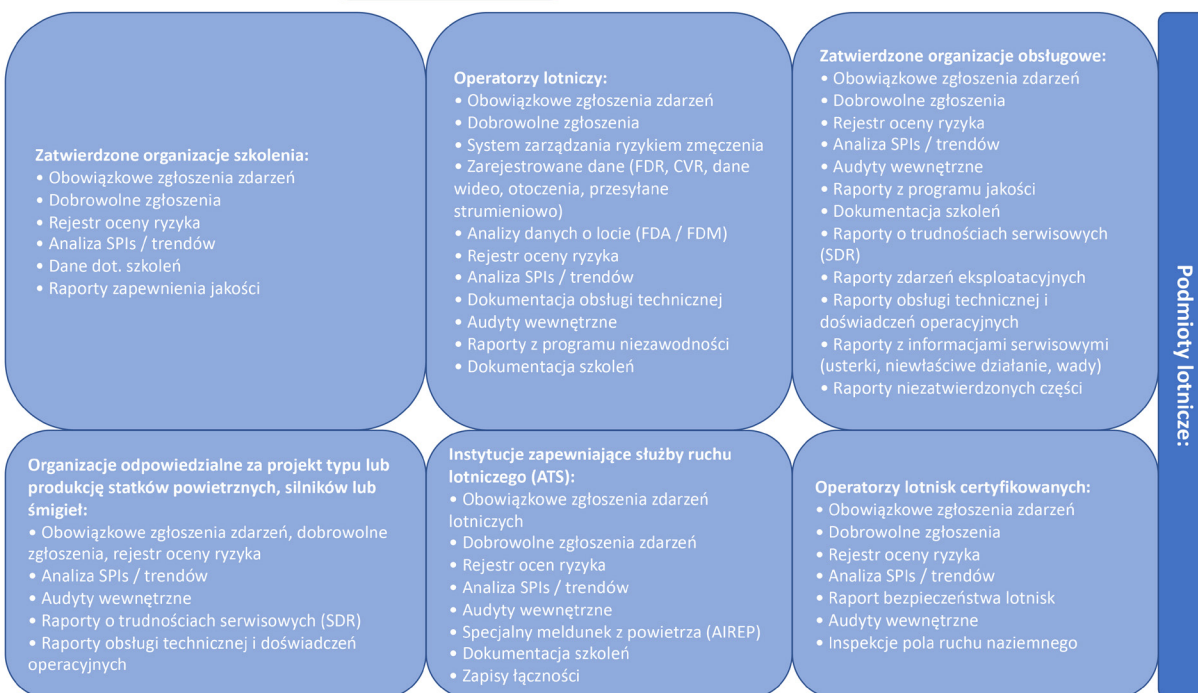 Zatwierdzone organizacje szkolenia:
• Obowiązkowe zgłoszenia zdarzeń
• Dobrowolne zgłoszenia
• Rejestr oceny ryzyka
• Analiza SPIs / trendów
• Dane dot. szkoleń
• Raporty zapewnienia jakości
Operatorzy lotniczy:
• Obowiązkowe zgłoszenia zdarzeń
• Dobrowolne zgłoszenia
• System zarządzania ryzykiem zmęczenia
• Zarejestrowane dane (FDR, CVR, dane
wideo, otoczenia, przesyłane
strumieniowo)
• Analizy danych o locie (FDA / FDM)
• Rejestr oceny ryzyka
• Analiza SPIs / trendów
• Dokumentacja obsługi technicznej
• Audyty wewnętrzne
• Raporty z programu niezawodności
• Dokumentacja szkoleń
Zatwierdzone organizacje obsługowe:
• Obowiązkowe zgłoszenia zdarzeń
• Dobrowolne zgłoszenia
• Rejestr oceny ryzyka
• Analiza SPIs / trendów
• Audyty wewnętrzne
• Raporty z programu jakości
• Dokumentacja szkoleń
• Raporty o trudnościach serwisowych
(SDR)
• Raporty zdarzeń eksploatacyjnych
• Raporty obsługi technicznej i
doświadczeń operacyjnych
• Raporty z informacjami serwisowymi
(usterki, niewłaściwe działanie, wady)
• Raporty niezatwierdzonych części
Podmioty lotnicze:
Organizacje odpowiedzialne za projekt typu lub
produkcję statków powietrznych, silników lub
śmigieł:
• Obowiązkowe zgłoszenia zdarzeń, dobrowolne
zgłoszenia, rejestr oceny ryzyka
• Analiza SPIs / trendów
• Audyty wewnętrzne
• Raporty o trudnościach serwisowych (SDR)
• Raporty obsługi technicznej i doświadczeń
operacyjnych
Instytucje zapewniające służby ruchu
lotniczego (ATS):
• Obowiązkowe zgłoszenia zdarzeń
lotniczych
• Dobrowolne zgłoszenia zdarzeń
• Rejestr ocen ryzyka
• Analiza SPIs / trendów
• Audyty wewnętrzne
• Specjalny meldunek z powietrza (AIREP)
• Dokumentacja szkoleń
• Zapisy łączności
Operatorzy lotnisk certyfikowanych:
• Obowiązkowe zgłoszenia zdarzeń
• Dobrowolne zgłoszenia
• Rejestr oceny ryzyka
• Analiza SPIs / trendów
• Raport bezpieczeństwa lotnisk
• Audyty wewnętrzne
• Inspekcje pola ruchu naziemnego